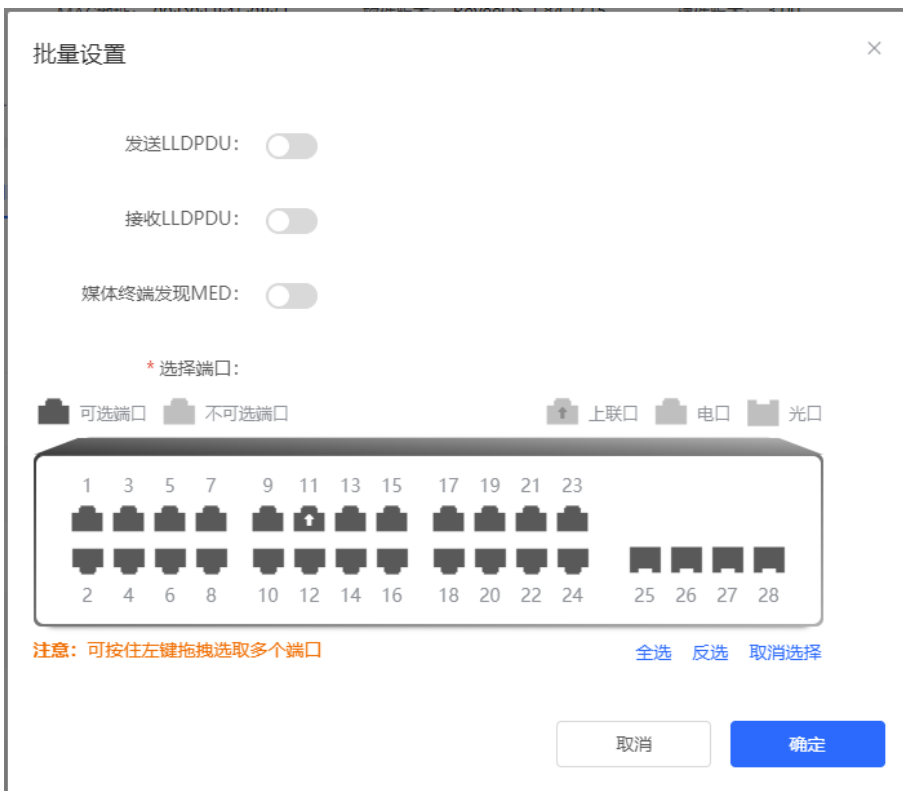 批量设置
发送LLDPDU：
接收LLDPDU：
媒体终端发现MED：
* 选择端口：
可选端口 不可选端口 上联口 电口 光口
1 3 5 7 9 11 13 15 17 19 21 23
2 4 6 8 10 12 14 16 18 20 22 24 25 26 27 28
注意：可按住左键拖拽选取多个端口 全选 反选 取消选择
取消 确定